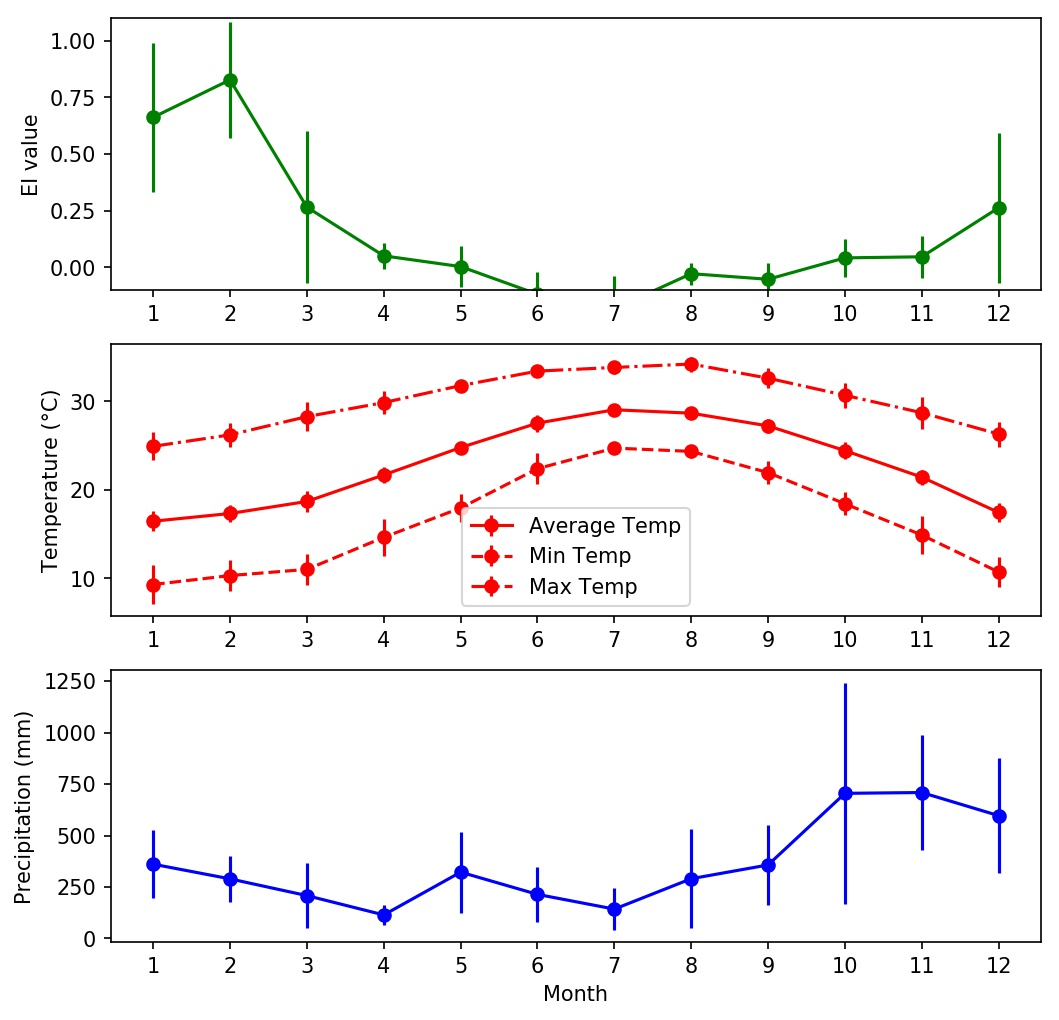 EI value
1.00
0.75
0.50
0.25
0.00
1 2 3 4 5 6 7 8 9 10 11 12
Temperature (°C)
30
20
10
Average Temp
Min Temp
Max Temp
1 2 3 4 5 6 7 8 9 10 11 12
Precipitation (mm)
1250
1000
750
500
250
0
1 2 3 4 5 6 7 8 9 10 11 12
Month